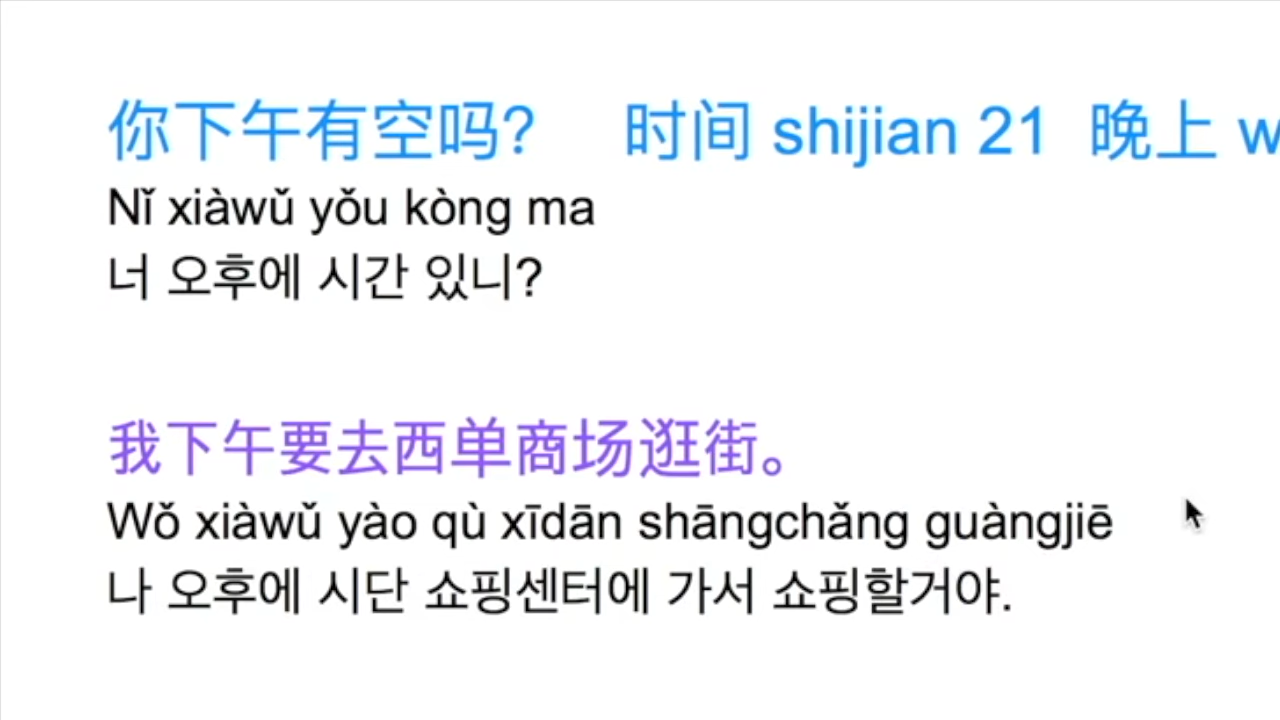 你下午有空吗? 时间 shijian 21 晚上
Nǐ xiàwǔ yǒu kòng ma
너 오후에 시간 있니?
我下午要去西单商场逛街。
Wǒ xiàwǔ yào qù xīdān shāngchǎng guàngjiē
나 오후에 시단 쇼핑센터에 가서 쇼핑할거야.